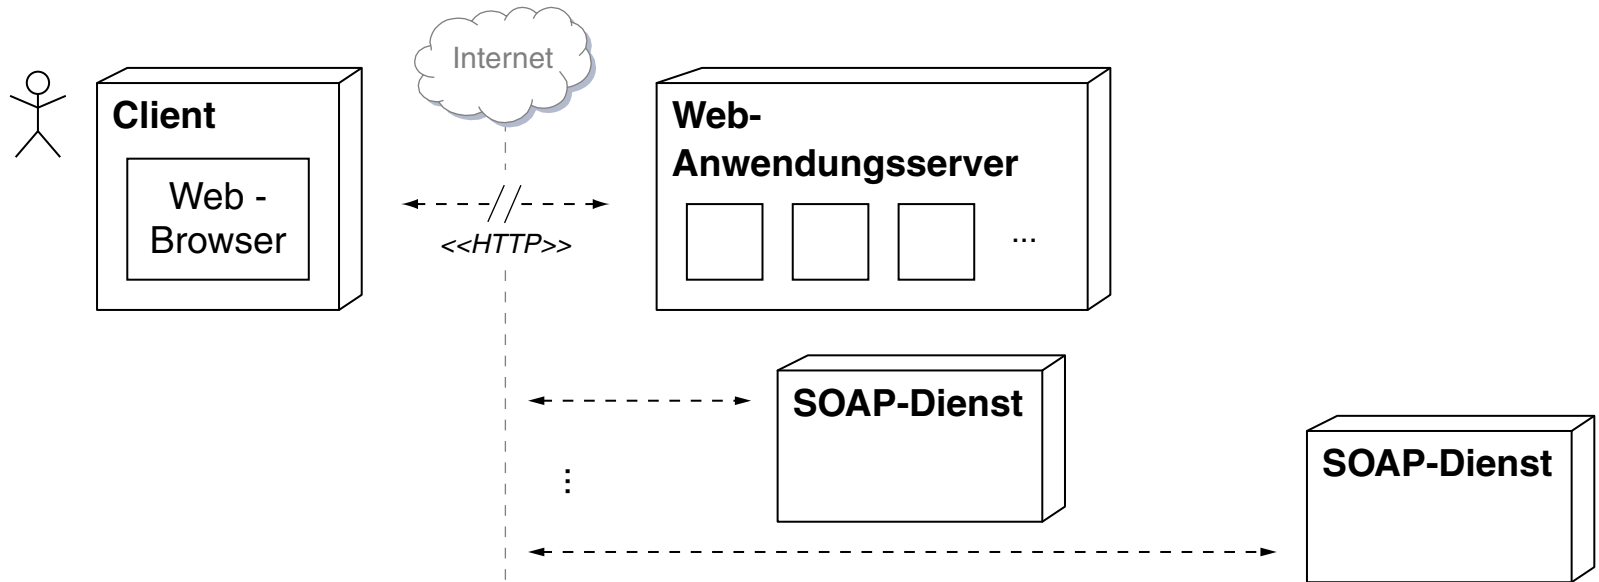 Internet
Client
Web -
Browser
<<HTTP>>
Web-
Anwendungsserver
...
SOAP-Dienst
...
SOAP-Dienst